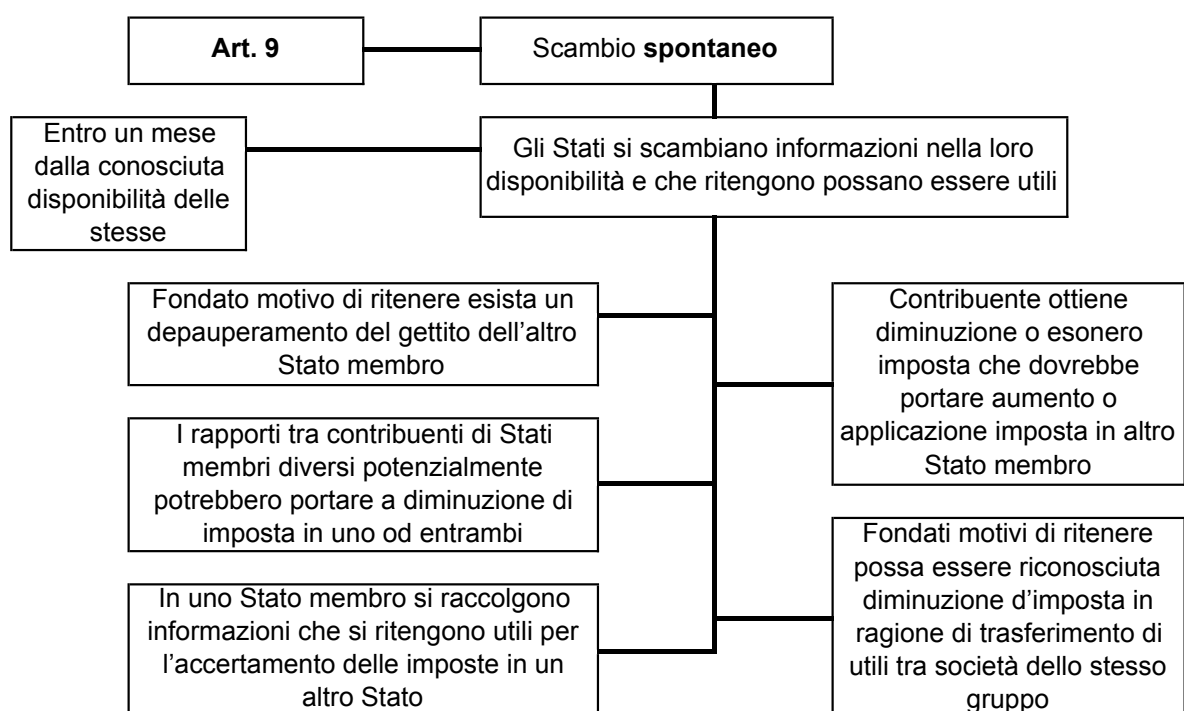 Art. 9
Scambio spontaneo
Entro un mese
dalla conosciuta
disponibilità delle
stesse
Gli Stati si scambiano informazioni nella loro
disponibilità e che ritengono possano essere utili
Fondato motivo di ritenere esista un
depauperamento del gettito dell’altro
Stato membro
Contribuente ottiene
diminuzione o esonero
imposta che dovrebbe
portare aumento o
applicazione imposta in altro
Stato membro
I rapporti tra contribuenti di Stati
membri diversi potenzialmente
potrebbero portare a diminuzione di
imposta in uno od entrambi
Fondati motivi di ritenere
possa essere riconosciuta
diminuzione d’imposta in
ragione di trasferimento di
utili tra società dello stesso
gruppo
In uno Stato membro si raccolgono
informazioni che si ritengono utili per
l’accertamento delle imposte in un
altro Stato